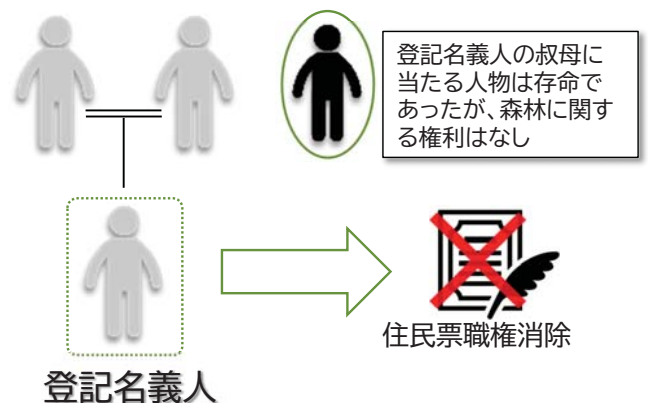 登記名義人の叔母に
当たる人物は存命で
あったが、森林に関す
る権利はなし
住民票職権消除
登記名義人